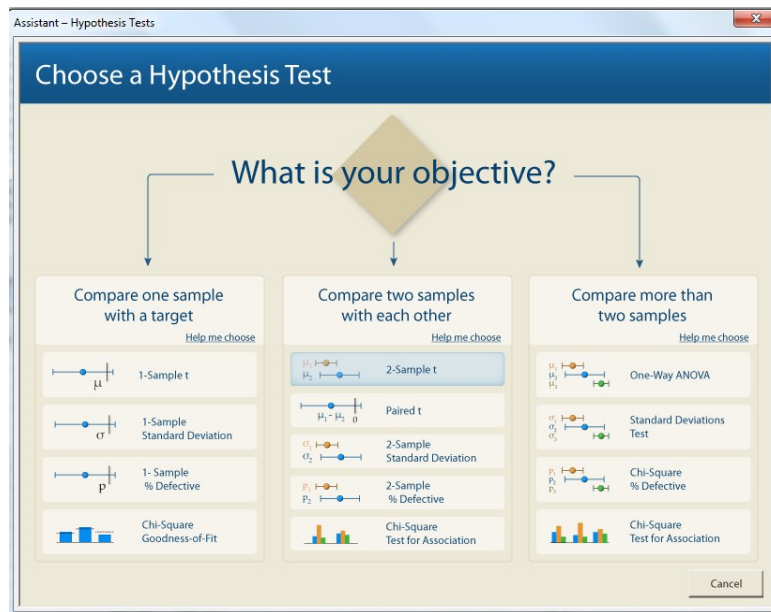 Assistant – Hypothesis Tests
x
Choose a Hypothesis Test
What is your objective?
Compare one sample
with a target
Help me choose
μ
1-Sample t
σ
1-Sample
Standard Deviation
p
1- Sample
% Defective
Chi-Square
Goodness-of-Fit
Compare two samples
with each other
Help me choose
μ₁
μ₂
2-Sample t
μ₁ - μ₂ 0
Paired t
σ₁
σ₂
2-Sample
Standard Deviation
p₁
p₂
2-Sample
% Defective
Chi-Square
Test for Association
Compare more than
two samples
Help me choose
μ₁
μ₂
μ₃
One-Way ANOVA
σ₁
σ₂
σ₃
Standard Deviations
Test
p₁
p₂
p₃
Chi-Square
% Defective
Chi-Square
Test for Association
Cancel